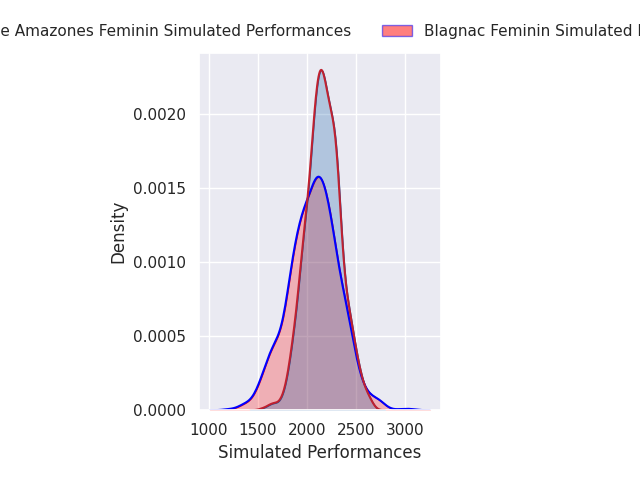 e Amazones Feminin Simulated Performances Blagnac Feminin Simulated
0.0020
0.0015
0.0010
0.0005
0.0000
Density
1000 1500 2000 2500 3000
Simulated Performances